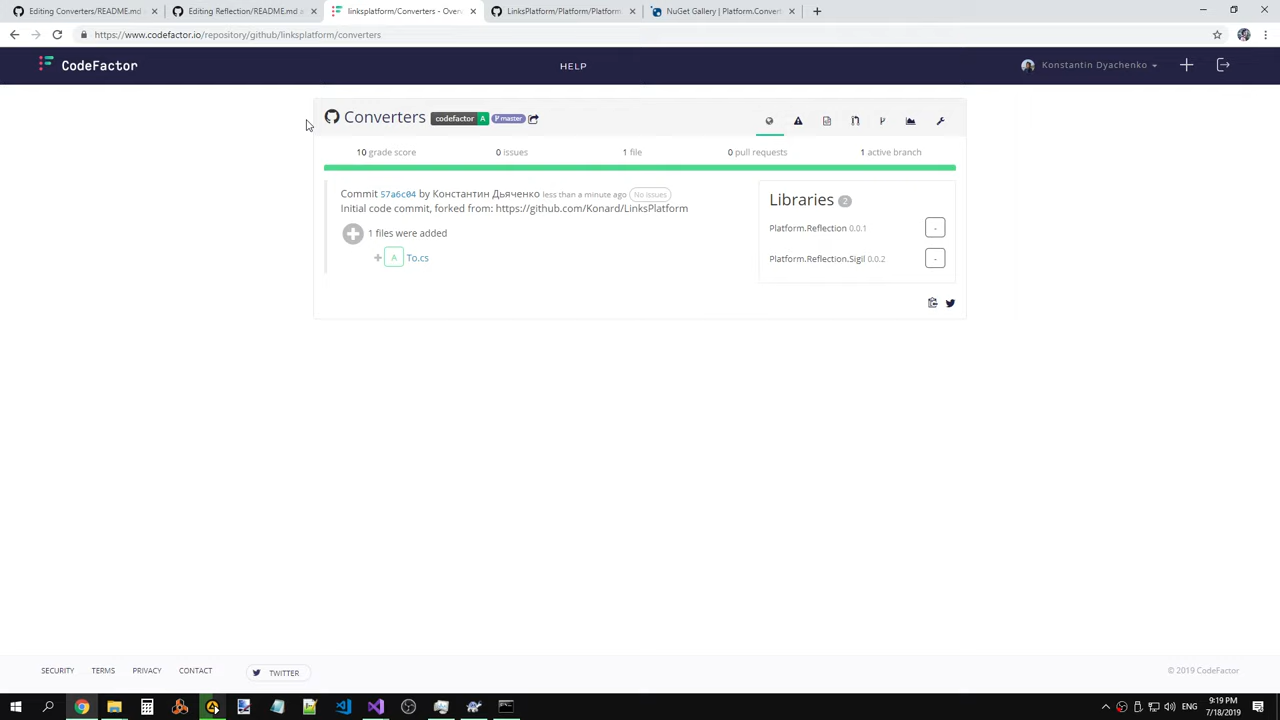 Editing Converters/README.md
Editing Reflection/README.md a
linksplatform/Converters - Over
LinksPlatform/Platform/Platform
NuGet Gallery | Platform.Convert
https://www.codefactor.io/repository/github/linksplatform/converters
CodeFactor
HELP
Konstantin Dyachenko
Converters
codefactor A
master
10 grade score
0 issues
1 file
0 pull requests
1 active branch
Commit 57a6c04 by Константин Дьяченко less than a minute ago No issues
Initial code commit, forked from: https://github.com/Konard/LinksPlatform
1 files were added
A To.cs
Libraries 2
Platform.Reflection 0.0.1
-
Platform.Reflection.Sigil 0.0.2
-
SECURITY
TERMS
PRIVACY
CONTACT
TWITTER
© 2019 CodeFactor
ENG
9:19 PM
7/18/2019